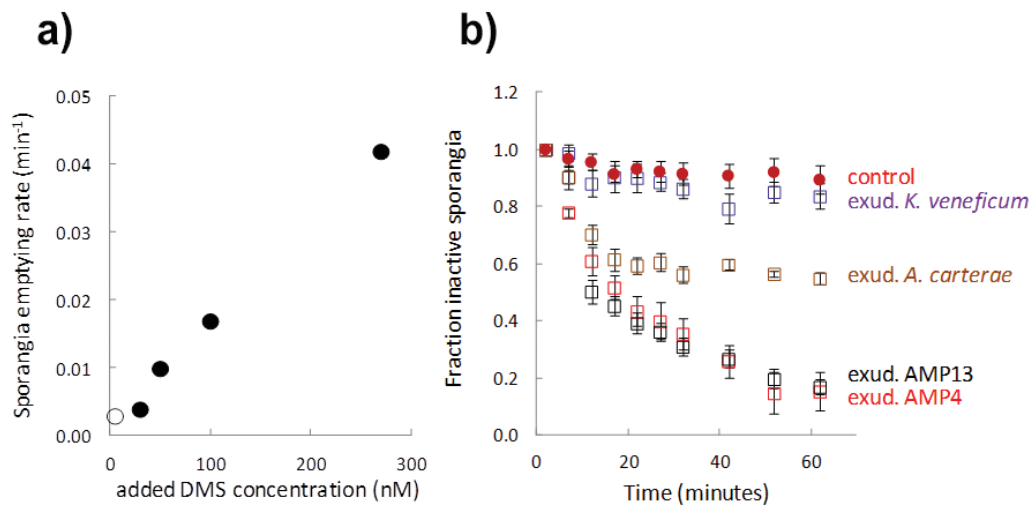 a)
Sporangia emptying rate (min⁻¹)
0.05
0.04
0.03
0.02
0.01
0.00
0
100
200
300
added DMS concentration (nM)
b)
Fraction inactive sporangia
1.2
1.0
0.8
0.6
0.4
0.2
0.0
0
20
40
60
Time (minutes)
control
exud. K. veneficum
exud. A. carterae
exud. AMP13
exud. AMP4